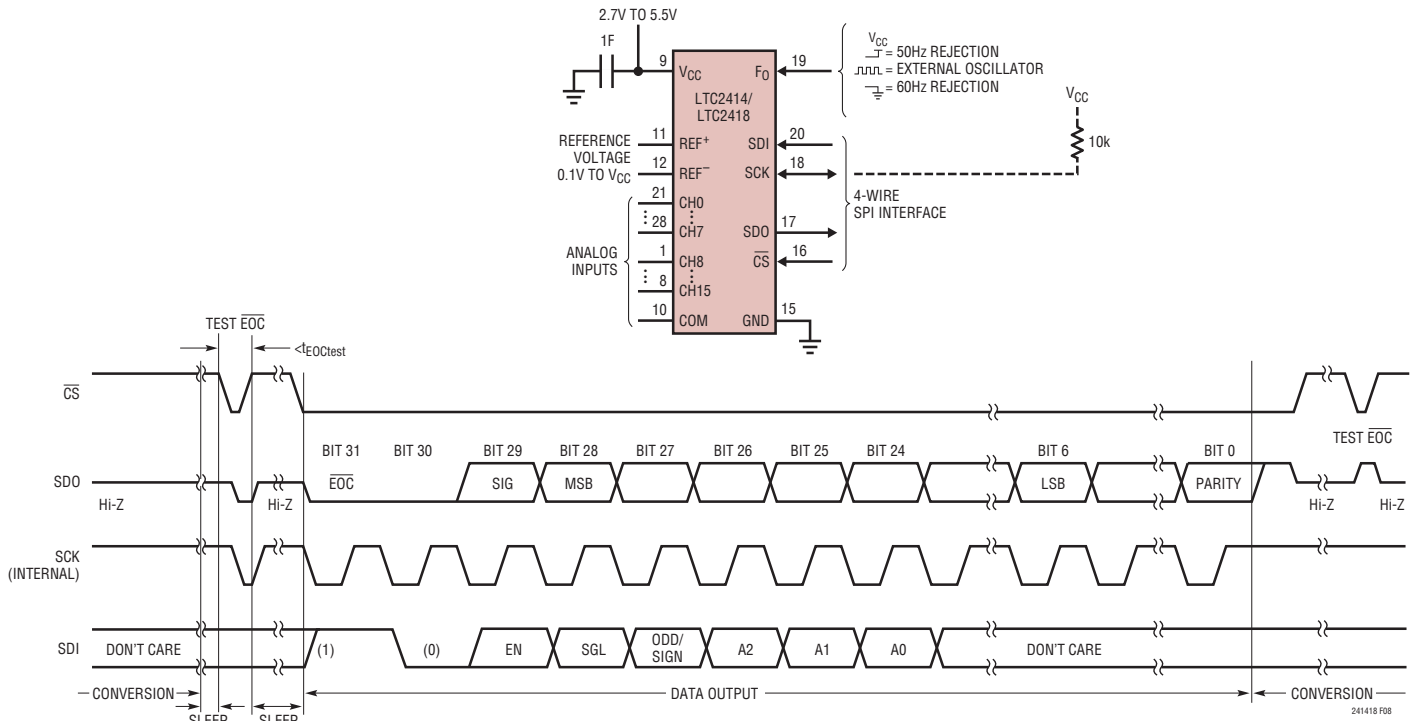 2.7V TO 5.5V
1F
9
VCC
FO
19
VCC
= 50Hz REJECTION
= EXTERNAL OSCILLATOR
= 60Hz REJECTION
LTC2414/
LTC2418
VCC
10k
REFERENCE
VOLTAGE
0.1V TO VCC
11
REF+
12
REF–
SDI
20
SCK
18
4-WIRE
SPI INTERFACE
ANALOG
INPUTS
21
CH0
28
CH7
1
CH8
8
CH15
10
COM
SDO
17
CS
16
GND
15
TEST EOC
<tEOCtest
CS
TEST EOC
SDO
Hi-Z
Hi-Z
BIT 31
EOC
BIT 30
BIT 29
SIG
BIT 28
MSB
BIT 27
BIT 26
BIT 25
BIT 24
BIT 6
LSB
BIT 0
PARITY
Hi-Z
Hi-Z
SCK
(INTERNAL)
SDI
DON'T CARE
(1)
(0)
EN
SGL
ODD/
SIGN
A2
A1
A0
DON'T CARE
CONVERSION
SLEEP
SLEEP
DATA OUTPUT
CONVERSION
241418 F08